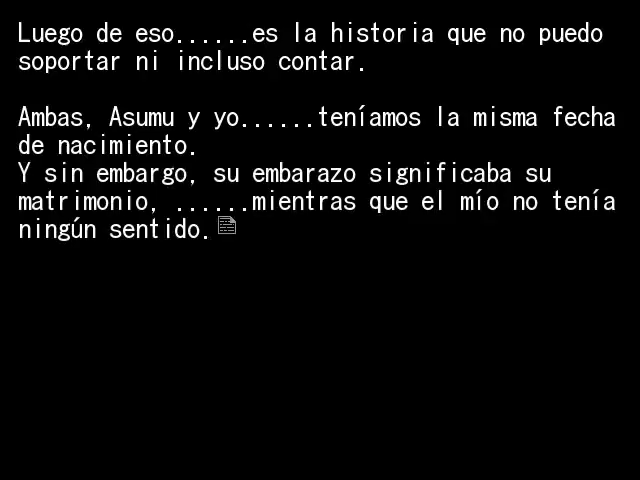 Luego de eso......es la historia que no puedo
soportar ni incluso contar.
Ambas, Asumu y yo......teníamos la misma fecha
de nacimiento.
Y sin embargo, su embarazo significaba su
matrimonio, ......mientras que el mío no tenía
ningún sentido.